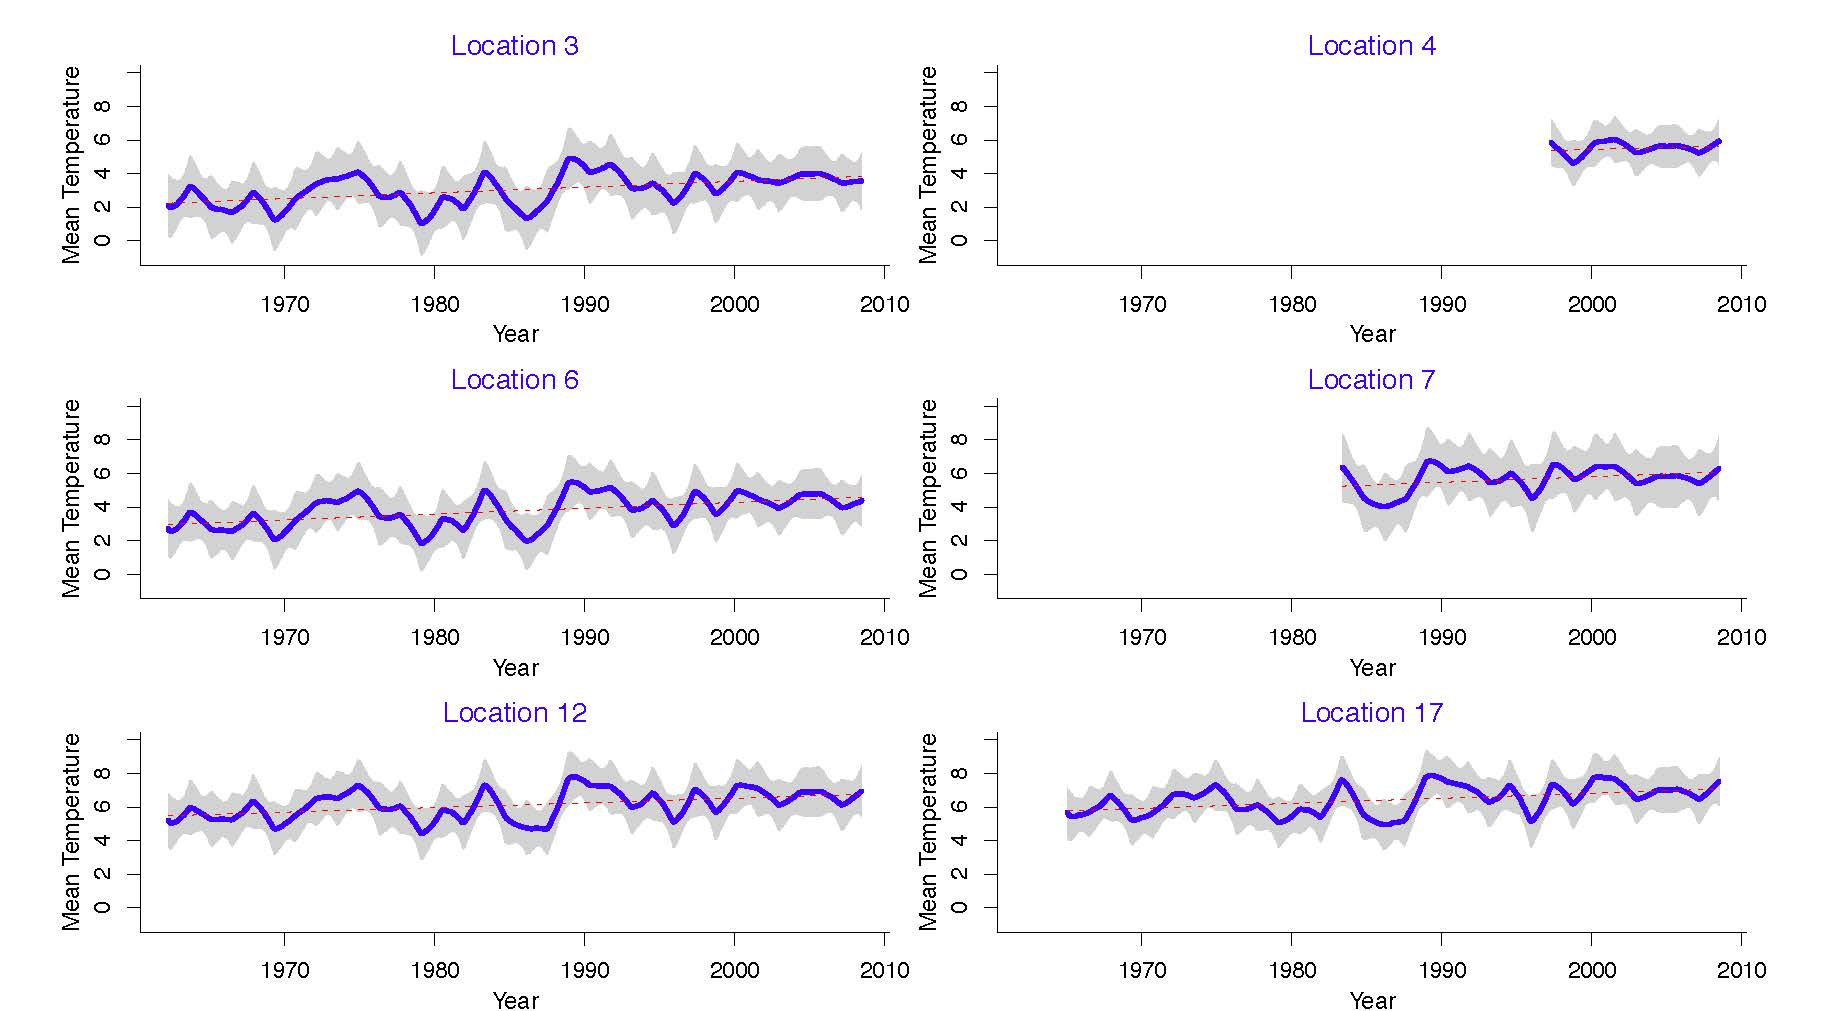 Location 3
Mean Temperature
8
6
4
2
0
1970 1980 1990 2000 2010
Year
Location 4
Mean Temperature
8
6
4
2
0
1970 1980 1990 2000 2010
Year
Location 6
Mean Temperature
8
6
4
2
0
1970 1980 1990 2000 2010
Year
Location 7
Mean Temperature
8
6
4
2
0
1970 1980 1990 2000 2010
Year
Location 12
Mean Temperature
8
6
4
2
0
1970 1980 1990 2000 2010
Year
Location 17
Mean Temperature
8
6
4
2
0
1970 1980 1990 2000 2010
Year